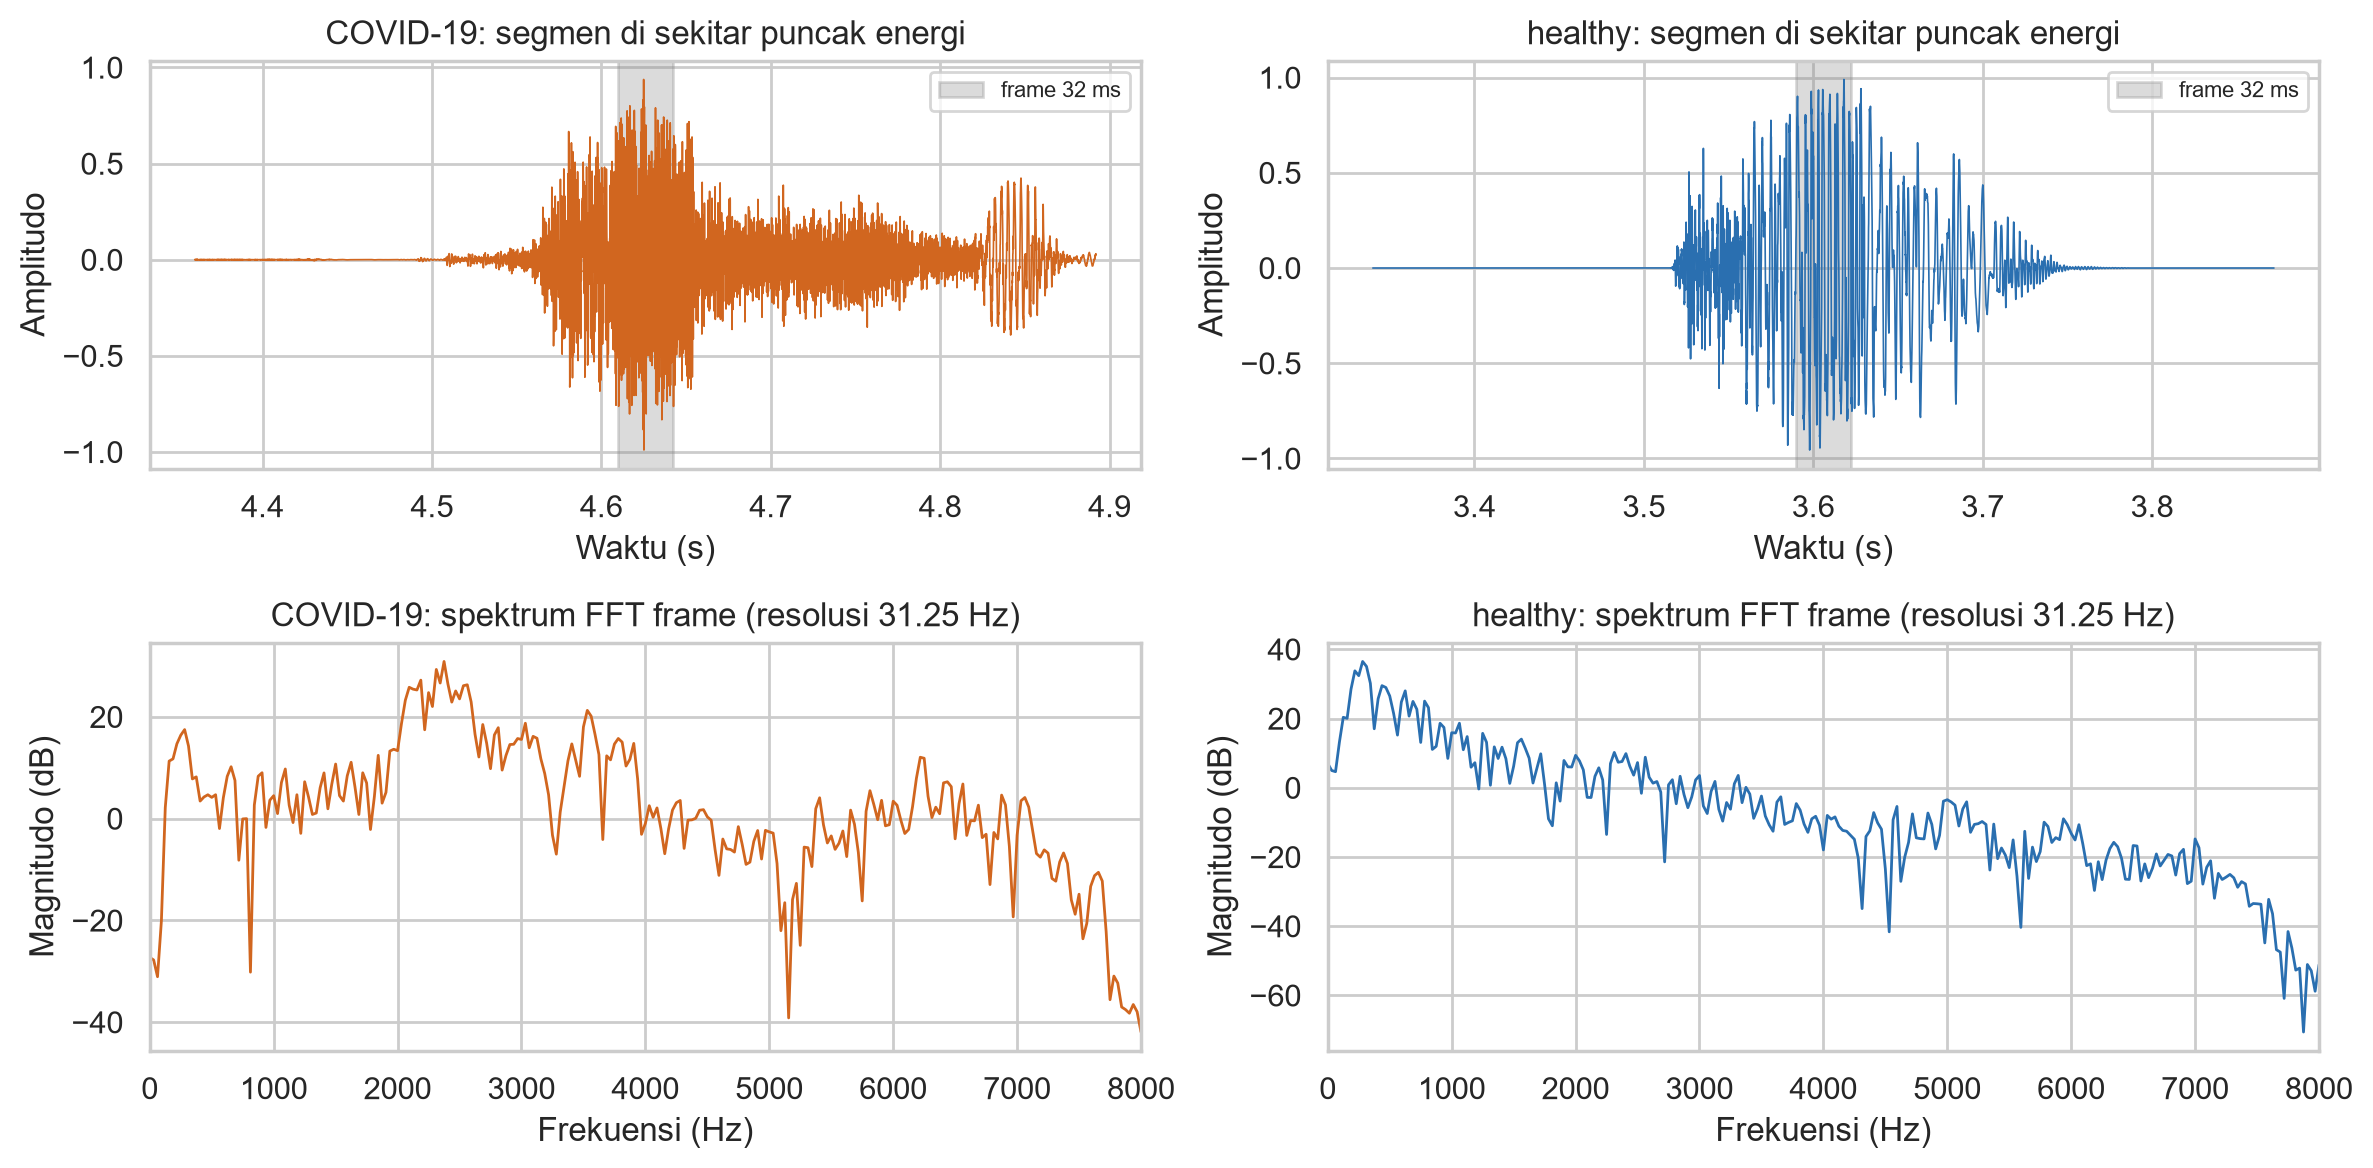 COVID-19: segmen di sekitar puncak energi
1.0
0.5
0.0
−0.5
−1.0
Amplitudo
frame 32 ms
4.4 4.5 4.6 4.7 4.8 4.9
Waktu (s)
healthy: segmen di sekitar puncak energi
1.0
0.5
0.0
−0.5
−1.0
Amplitudo
frame 32 ms
3.4 3.5 3.6 3.7 3.8
Waktu (s)
COVID-19: spektrum FFT frame (resolusi 31.25 Hz)
20
0
−20
−40
Magnitudo (dB)
0 1000 2000 3000 4000 5000 6000 7000 8000
Frekuensi (Hz)
healthy: spektrum FFT frame (resolusi 31.25 Hz)
40
20
0
−20
−40
−60
Magnitudo (dB)
0 1000 2000 3000 4000 5000 6000 7000 8000
Frekuensi (Hz)